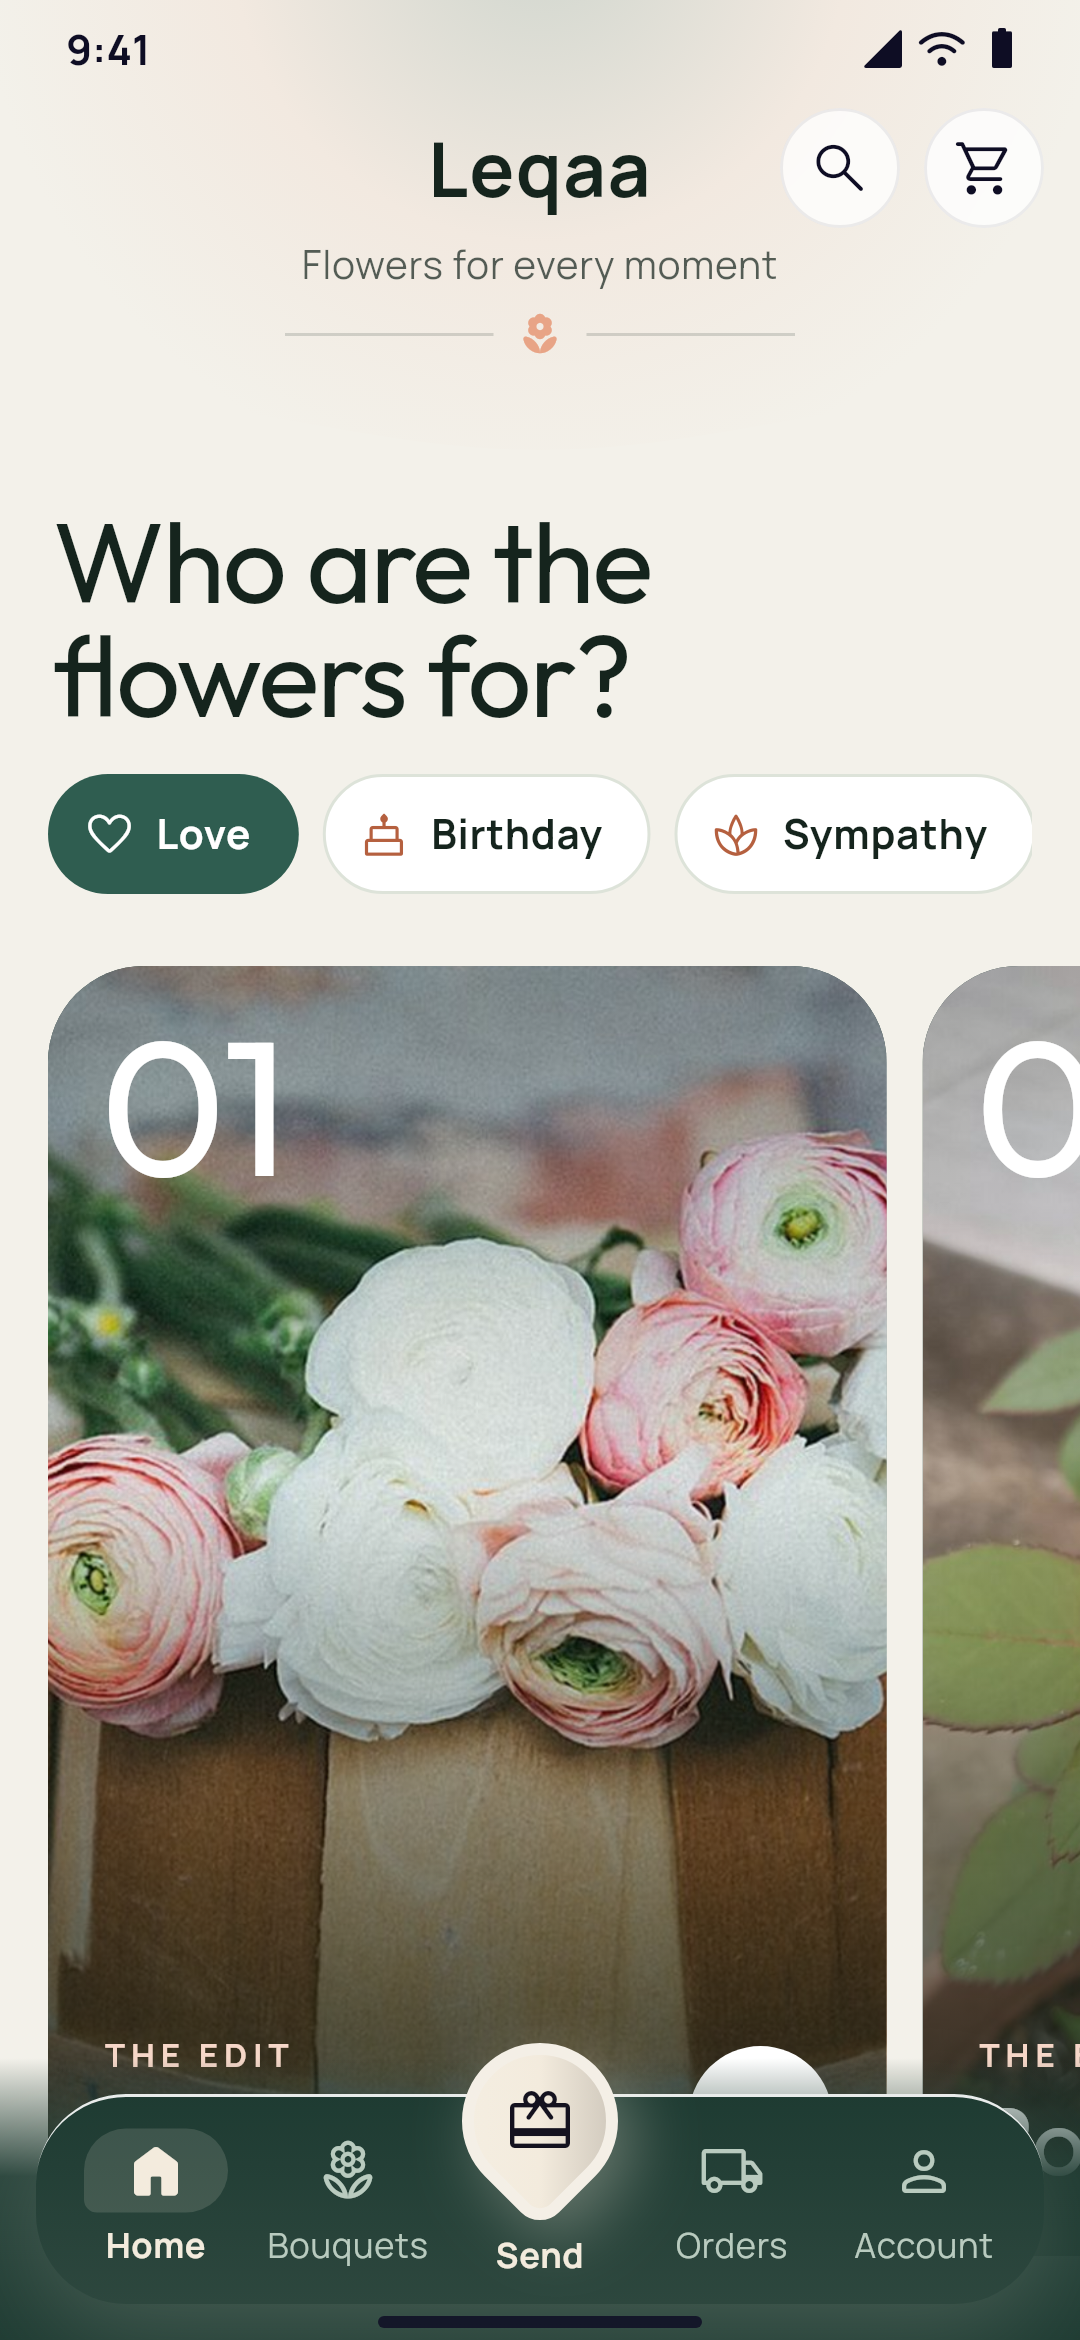 9:41
Leqaa
Flowers for every moment
Who are the
flowers for?
Love
Birthday
Sympathy
01
THE EDIT
THE
Home
Bouquets
Send
Orders
Account